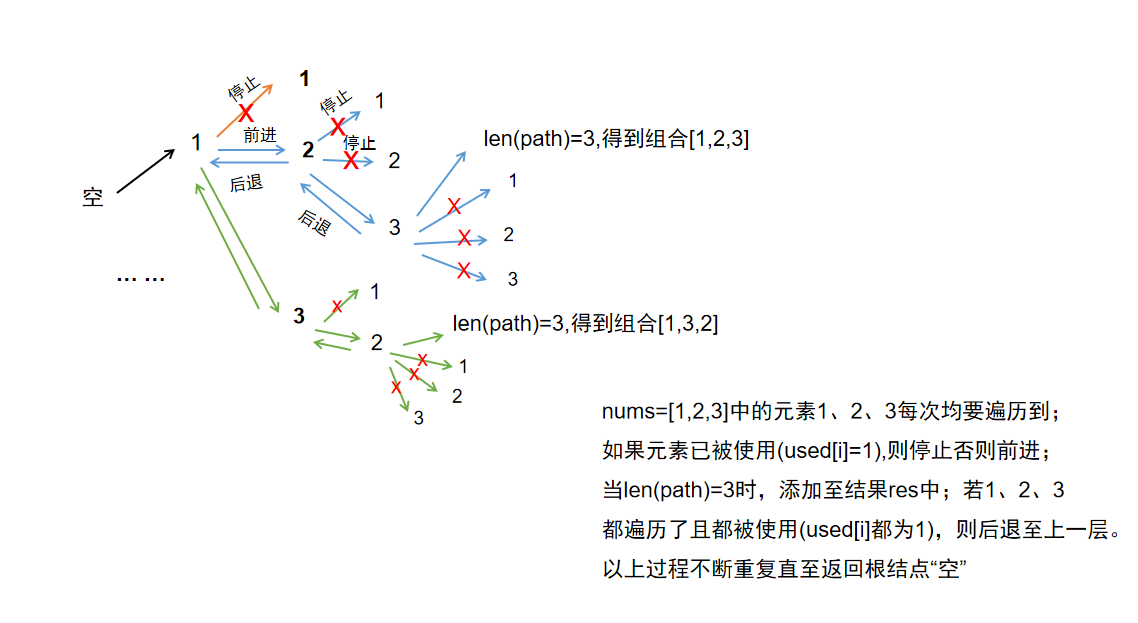 1
停止
X
停止
1
X
前进
1
2
停止
X
2
len(path)=3,得到组合[1,2,3]
空
后退
后退
3
1
X
2
X
X
3
… …
3
1
X
2
len(path)=3,得到组合[1,3,2]
X
1
X
X
2
3
nums=[1,2,3]中的元素1、2、3每次均要遍历到；
如果元素已被使用(used[i]=1),则停止否则前进；
当len(path)=3时，添加至结果res中；若1、2、3
都遍历了且都被使用(used[i]都为1)，则后退至上一层。
以上过程不断重复直至返回根结点“空”